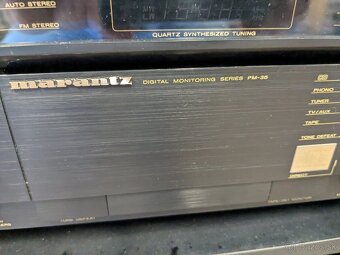 AUTO STEREO
FM STEREO
QUARTZ SYNTHESIZED TUNING
marantz
DIGITAL MONITORING SERIES PM-35
CD
PHONO
TUNER
TV/AUX
TAPE
TONE DEFEAT